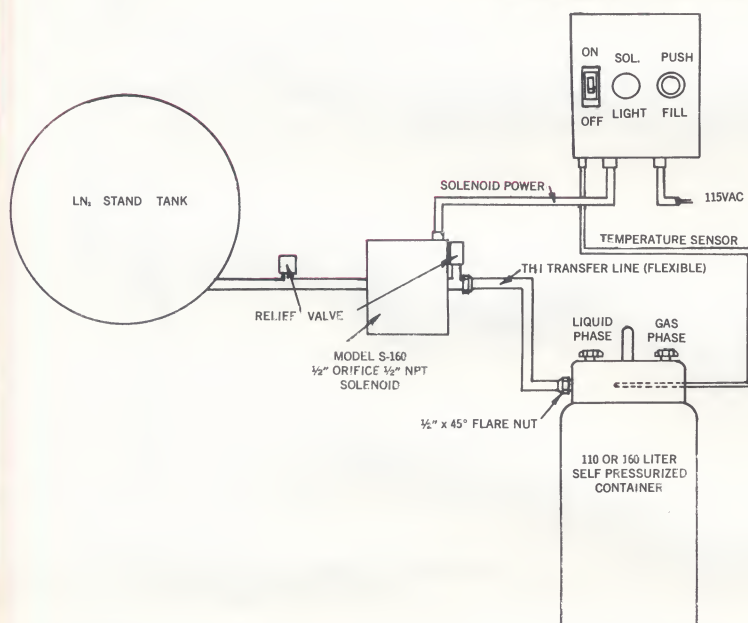 ON SOL. PUSH
OFF LIGHT FILL
LN₂ STAND TANK
SOLENOID POWER
115VAC
TEMPERATURE SENSOR
THI TRANSFER LINE (FLEXIBLE)
RELIEF VALVE
LIQUID PHASE
GAS PHASE
MODEL S-160
½" ORIFICE ½" NPT
SOLENOID
½" x 45° FLARE NUT
110 OR 160 LITER
SELF PRESSURIZED
CONTAINER